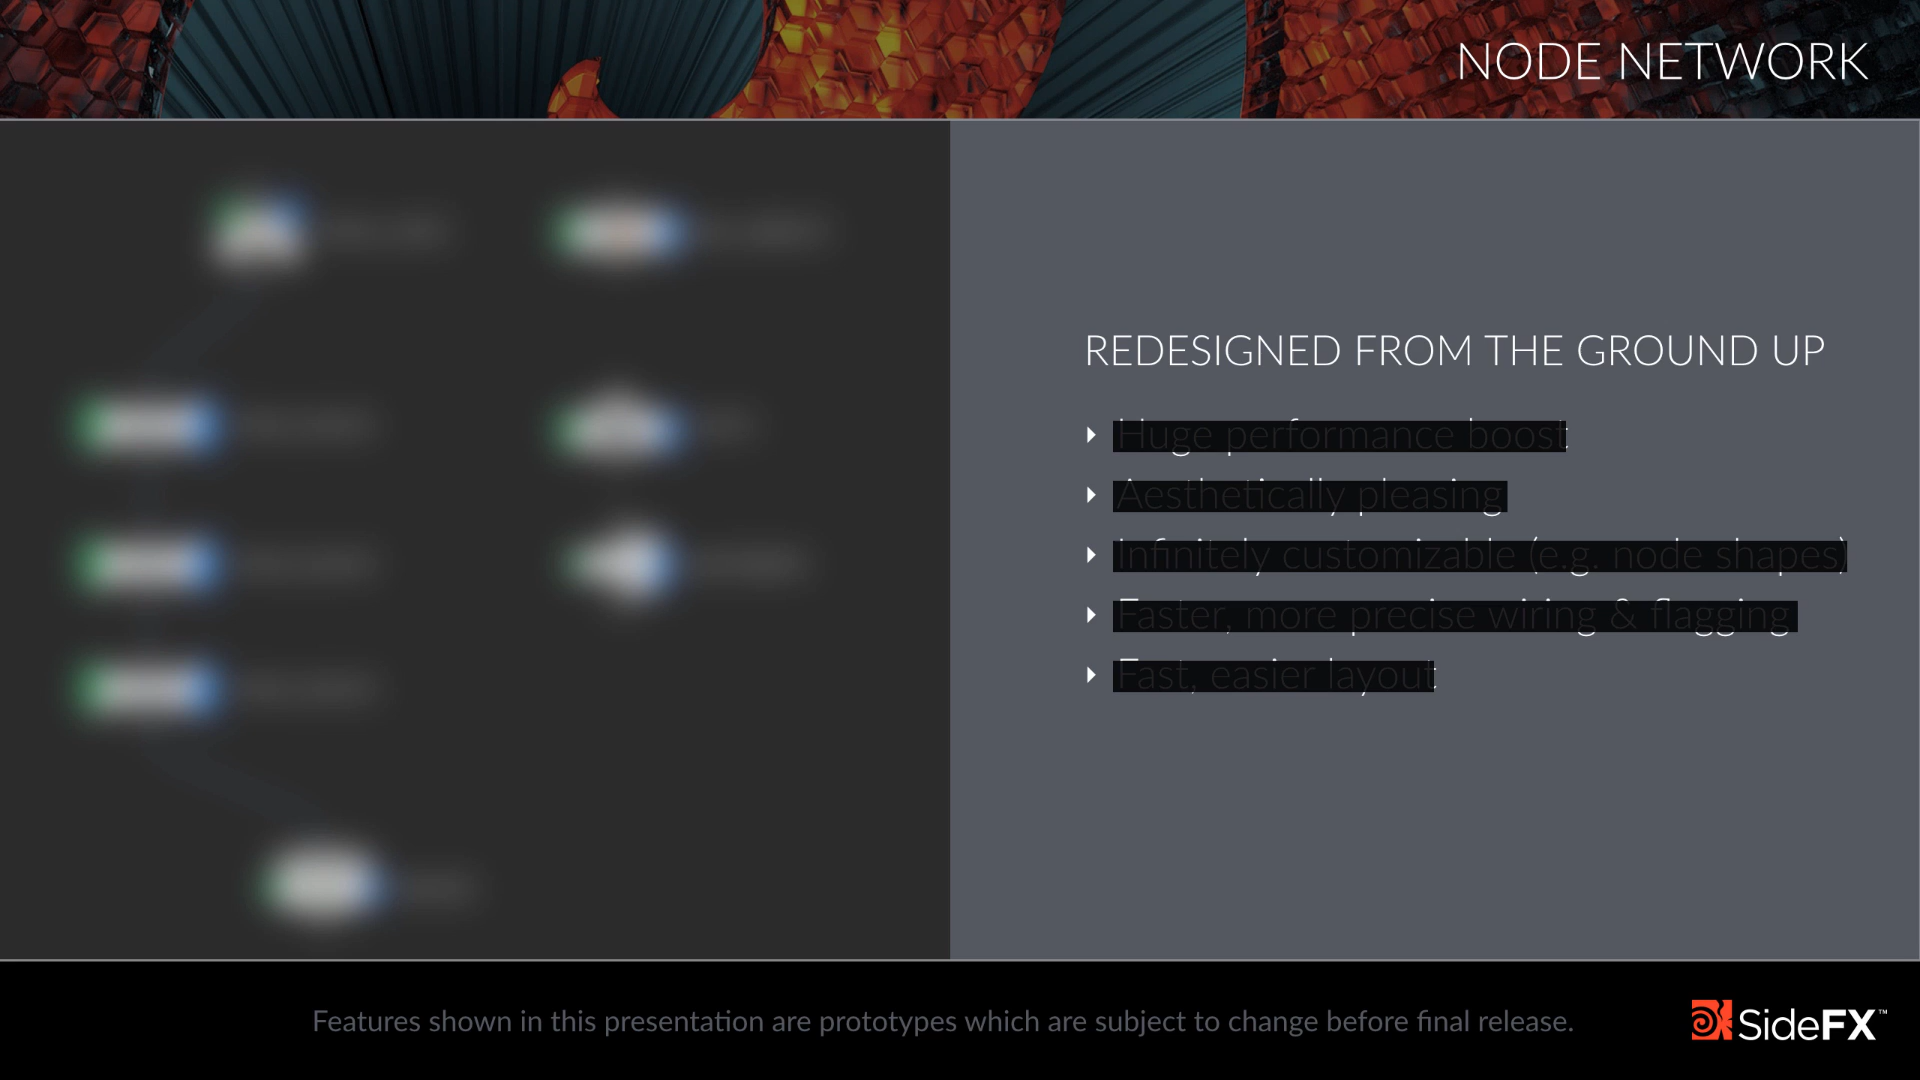 NODE NETWORK
REDESIGNED FROM THE GROUND UP
Huge performance boost
Aesthetically pleasing
Infinitely customizable (e.g. node shapes)
Faster, more precise wiring & flagging
Fast, easier layout
Features shown in this presentation are prototypes which are subject to change before final release.
SideFX™